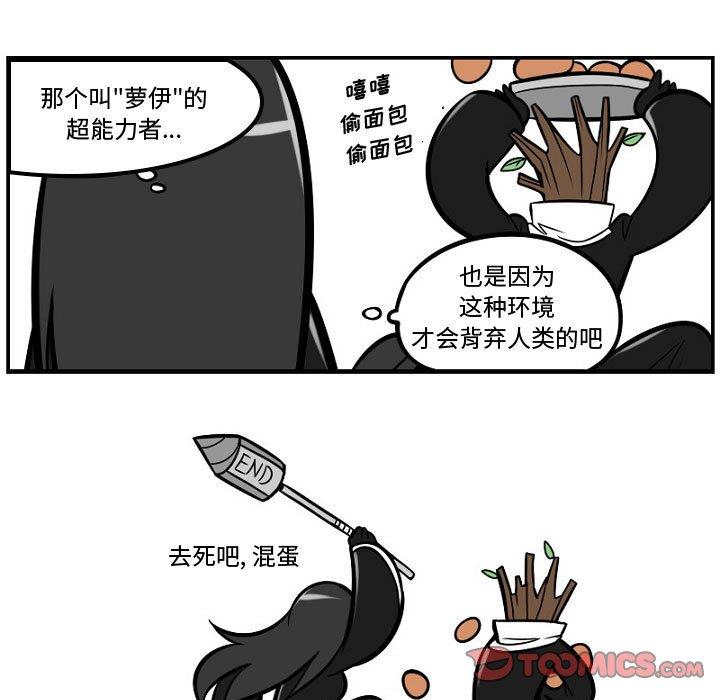 那个叫"萝伊"的
超能力者...
嘻嘻
偷面包
偷面包
也是因为
这种环境
才会背弃人类的吧
END
去死吧, 混蛋
TOOMICS.com